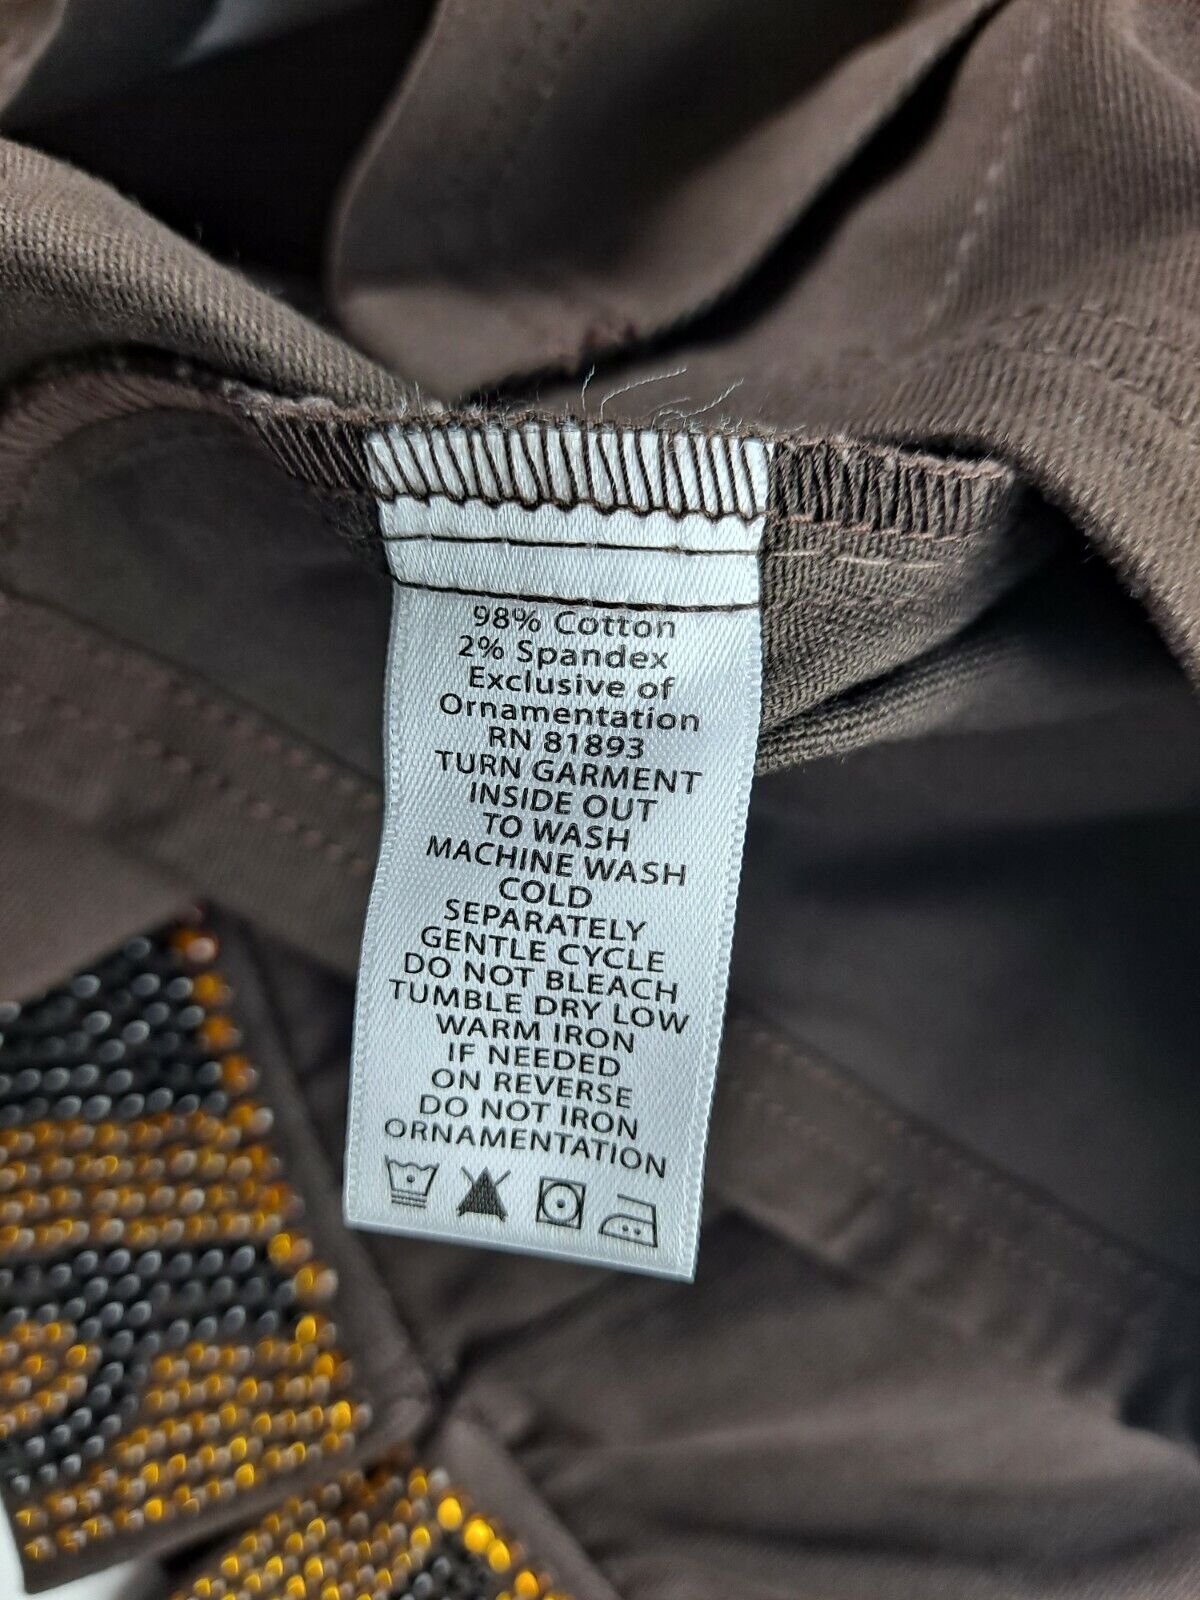 98% Cotton
2% Spandex
Exclusive of
Ornamentation
RN 81893
TURN GARMENT
INSIDE OUT
TO WASH
MACHINE WASH
COLD
SEPARATELY
GENTLE CYCLE
DO NOT BLEACH
TUMBLE DRY LOW
WARM IRON
IF NEEDED
ON REVERSE
DO NOT IRON
ORNAMENTATION